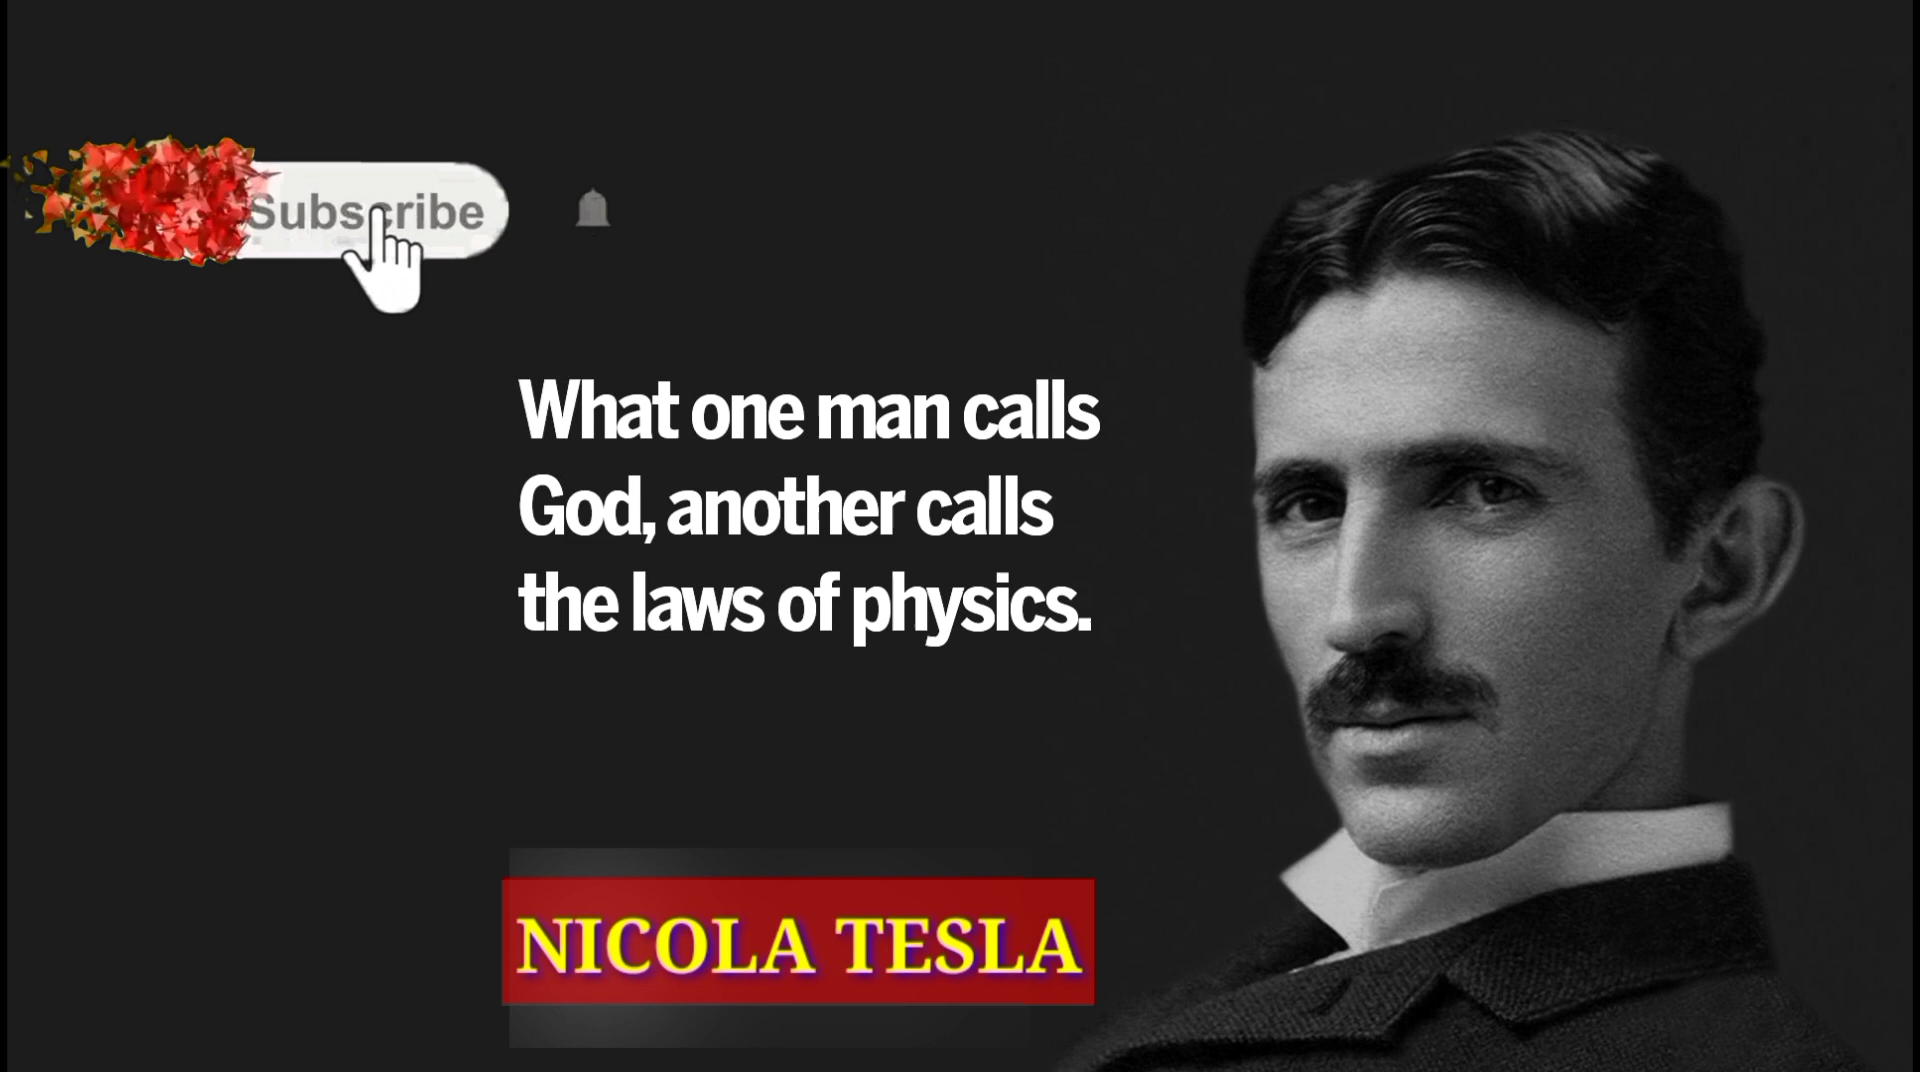 Subscribe
What one man calls
God, another calls
the laws of physics.
NICOLA TESLA